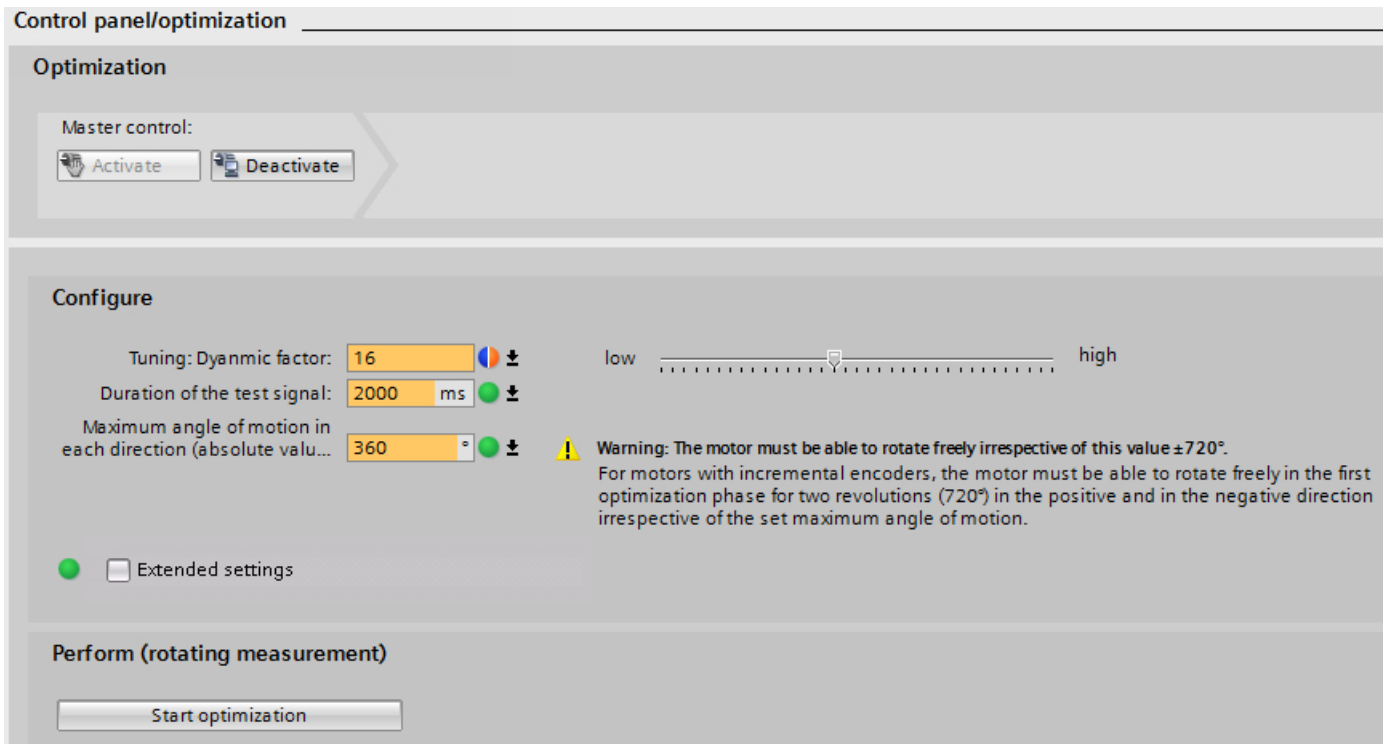 Control panel/optimization
Optimization
Master control:
Activate
Deactivate
Configure
Tuning: Dyanmic factor: 16 low high
Duration of the test signal: 2000 ms
Maximum angle of motion in
each direction (absolute valu... 360 °
Warning: The motor must be able to rotate freely irrespective of this value ±720°.
For motors with incremental encoders, the motor must be able to rotate freely in the first
optimization phase for two revolutions (720°) in the positive and in the negative direction
irrespective of the set maximum angle of motion.
Extended settings
Perform (rotating measurement)
Start optimization